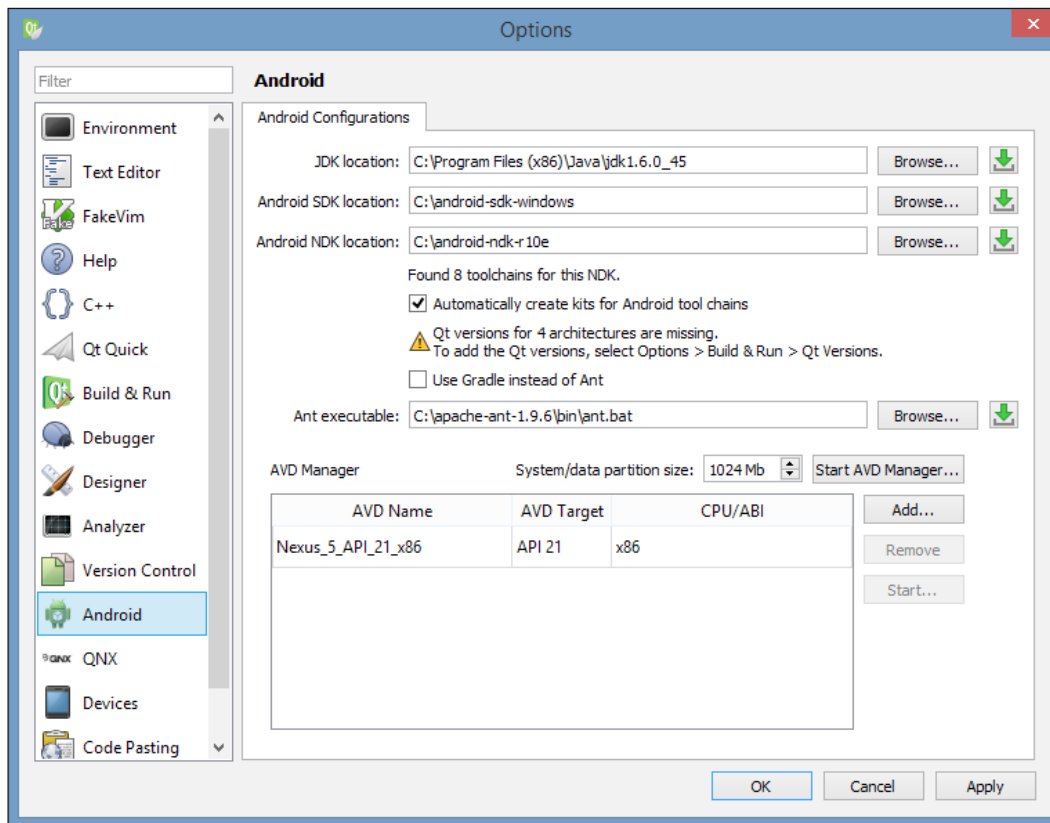 Options
Filter
Environment
Text Editor
FakeVim
Help
C++
Qt Quick
Build & Run
Debugger
Designer
Analyzer
Version Control
Android
QNX
Devices
Code Pasting
Android
Android Configurations
JDK location: C:\Program Files (x86)\Java\jdk1.6.0_45 Browse...
Android SDK location: C:\android-sdk-windows Browse...
Android NDK location: C:\android-ndk-r10e Browse...
Found 8 toolchains for this NDK.
Automatically create kits for Android tool chains
Qt versions for 4 architectures are missing.
To add the Qt versions, select Options > Build & Run > Qt Versions.
Use Gradle instead of Ant
Ant executable: C:\apache-ant-1.9.6\bin\ant.bat Browse...
AVD Manager System/data partition size: 1024 Mb Start AVD Manager...
AVD Name AVD Target CPU/ABI Add...
Nexus_5_API_21_x86 API 21 x86 Remove
Start...
OK Cancel Apply